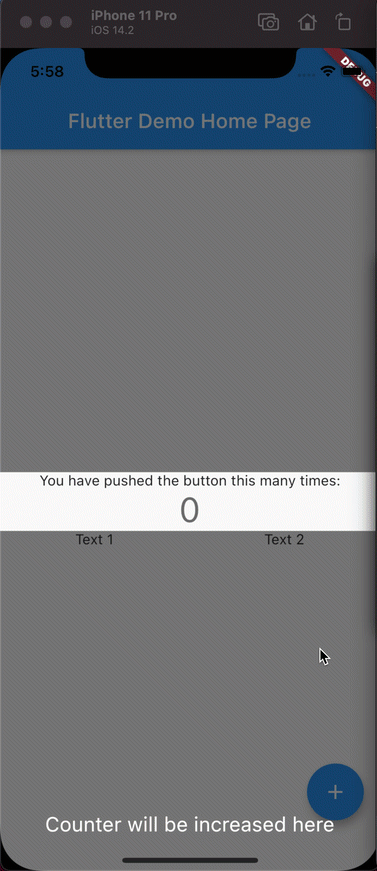 iPhone 11 Pro
iOS 14.2
5:58
DEBUG
Flutter Demo Home Page
You have pushed the button this many times:
0
Text 1 Text 2
+
Counter will be increased here